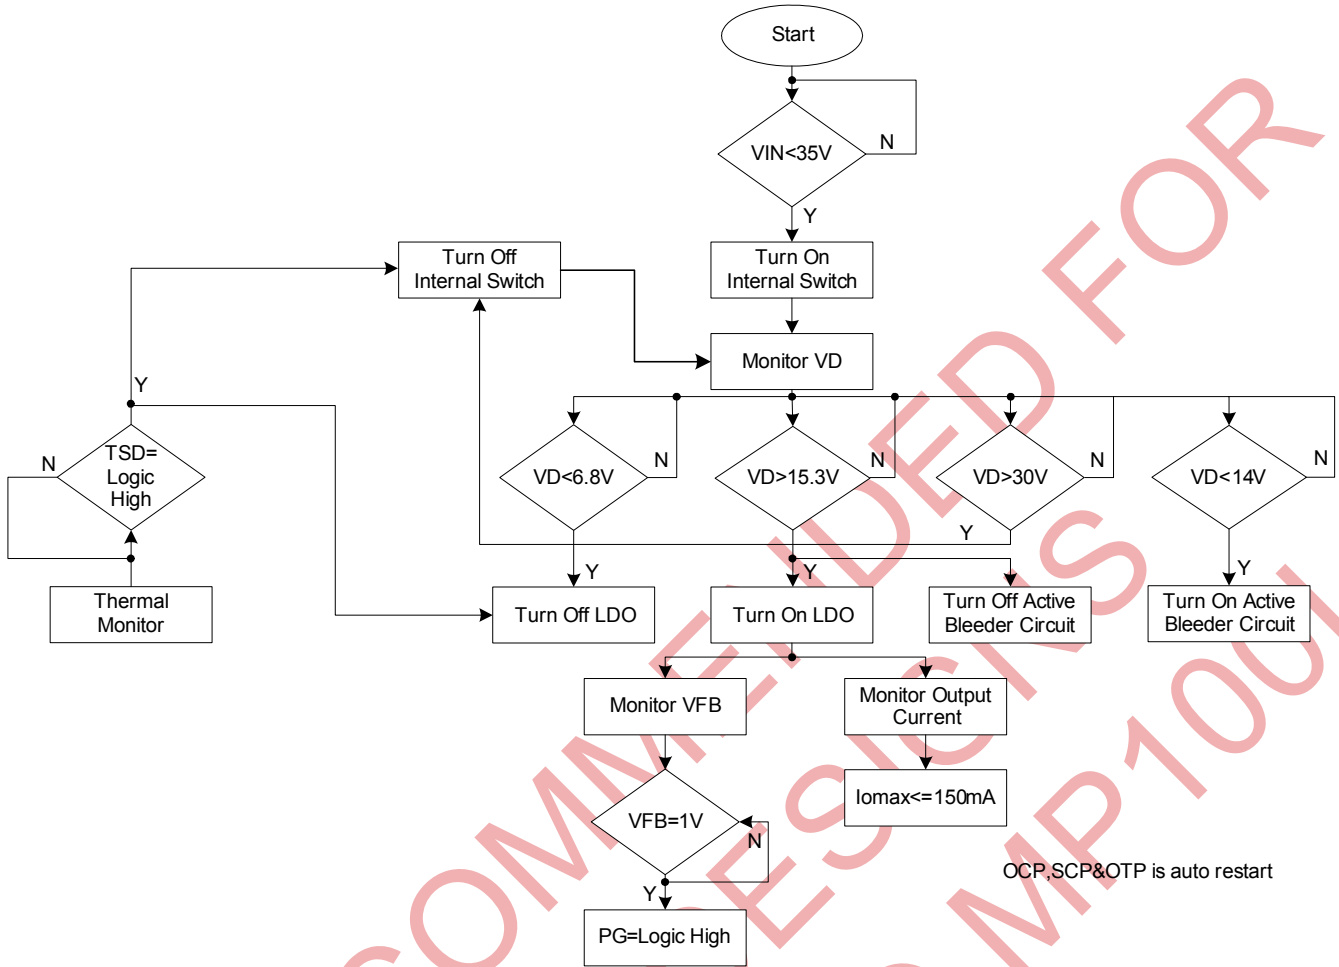 Start
VIN<35V
N
Y
Turn Off
Internal Switch
Turn On
Internal Switch
Monitor VD
Y
TSD=
Logic
High
N
VD<6.8V
N
VD>15.3V
N
VD>30V
N
VD<14V
N
Y
Y
Y
Y
Thermal
Monitor
Turn Off LDO
Turn On LDO
Turn Off Active
Bleeder Circuit
Turn On Active
Bleeder Circuit
Monitor VFB
Monitor Output
Current
VFB=1V
N
Iomax<=150mA
Y
OCP,SCP&OTP is auto restart
PG=Logic High
FOR